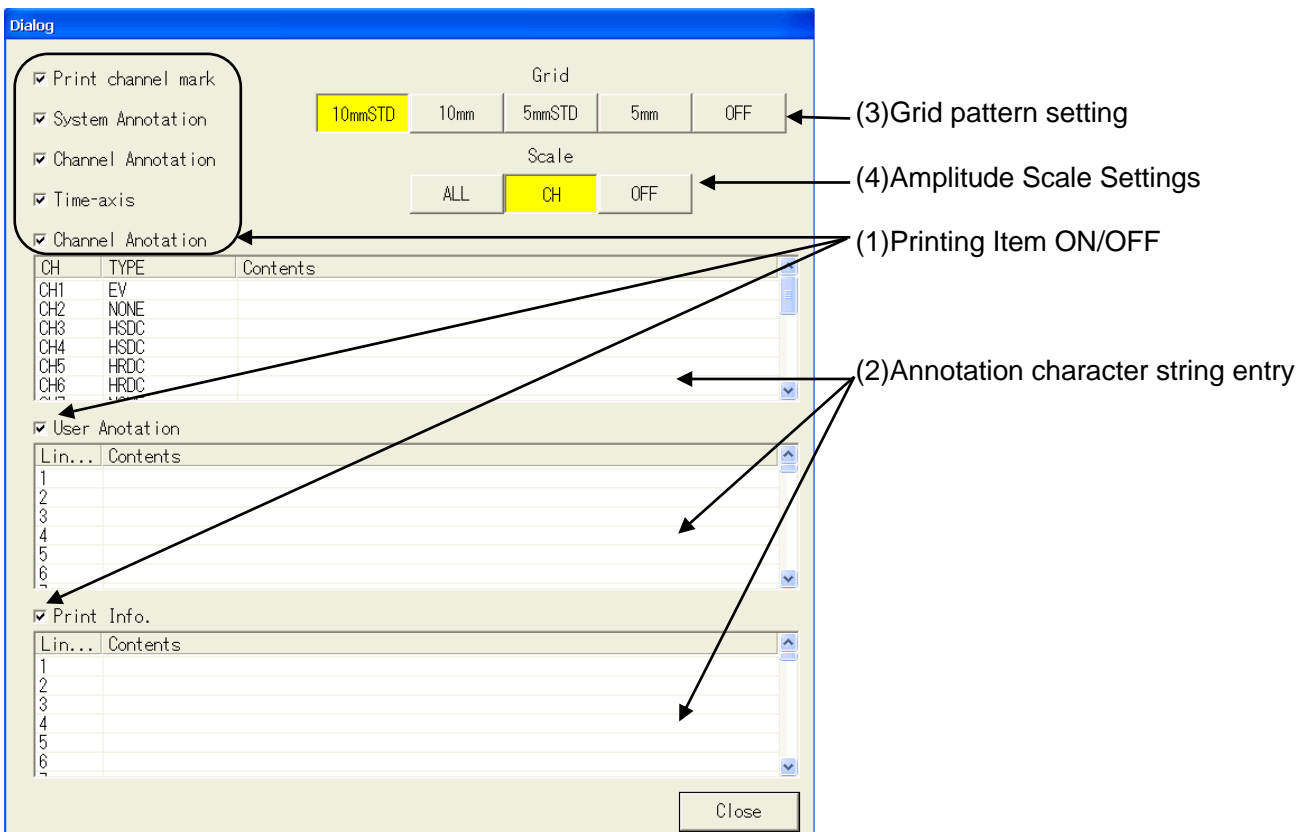 Dialog
Print channel mark
Grid
10mmSTD 10mm 5mmSTD 5mm OFF
(3)Grid pattern setting
System Annotation
Channel Annotation
Scale
ALL CH OFF
(4)Amplitude Scale Settings
Time-axis
Channel Anotation
(1)Printing Item ON/OFF
CH TYPE Contents
CH1 EV
CH2 NONE
CH3 HSDC
CH4 HSDC
CH5 HRDC
CH6 HRDC
(2)Annotation character string entry
User Anotation
Lin... Contents
1
2
3
4
5
6
Print Info.
Lin... Contents
1
2
3
4
5
6
Close